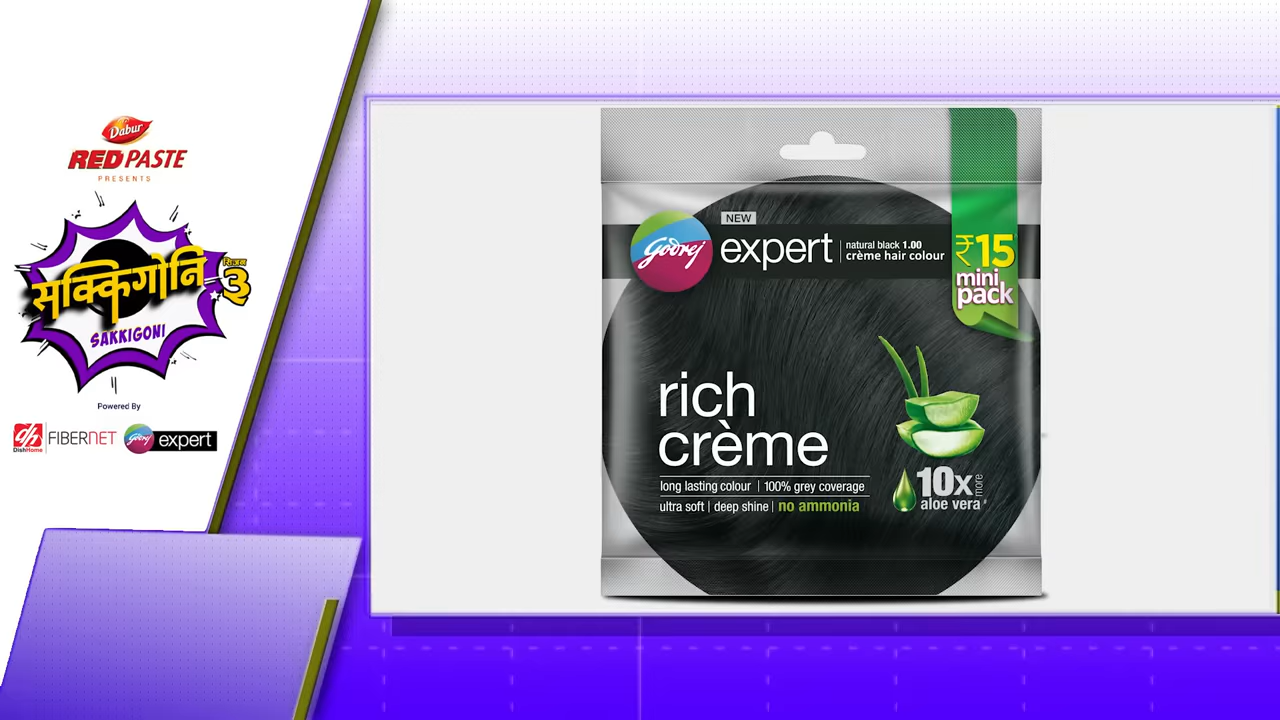 Dabur
RED PASTE
PRESENTS
सक्किगोनि
सिजन
३
SAKKIGONI
Powered By
dh
DishHome
FIBERNET
Godrej
expert
NEW
Godrej
expert
natural black 1.00
crème hair colour
₹15
mini
pack
rich
crème
long lasting colour | 100% grey coverage
ultra soft | deep shine | no ammonia
10x
more
aloe vera#